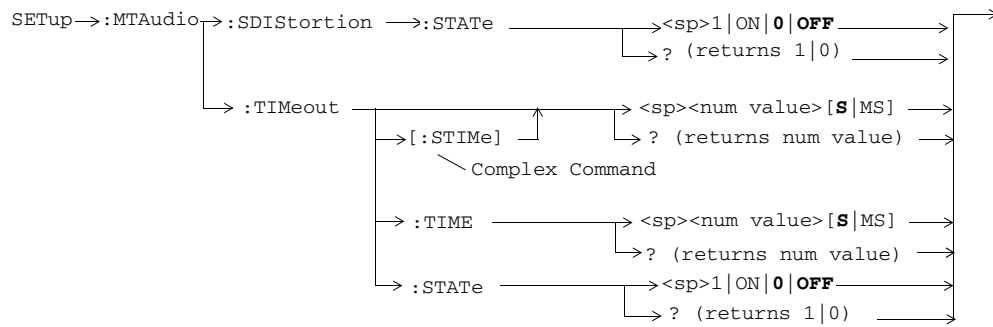 SETup :MTAudio :SDIStortion :STATe <sp>1|ON|0|OFF
? (returns 1|0)
:TIMeout <sp><num value>[S|MS]
[:STIMe] ? (returns num value)
Complex Command
:TIME <sp><num value>[S|MS]
? (returns num value)
:STATe <sp>1|ON|0|OFF
? (returns 1|0)